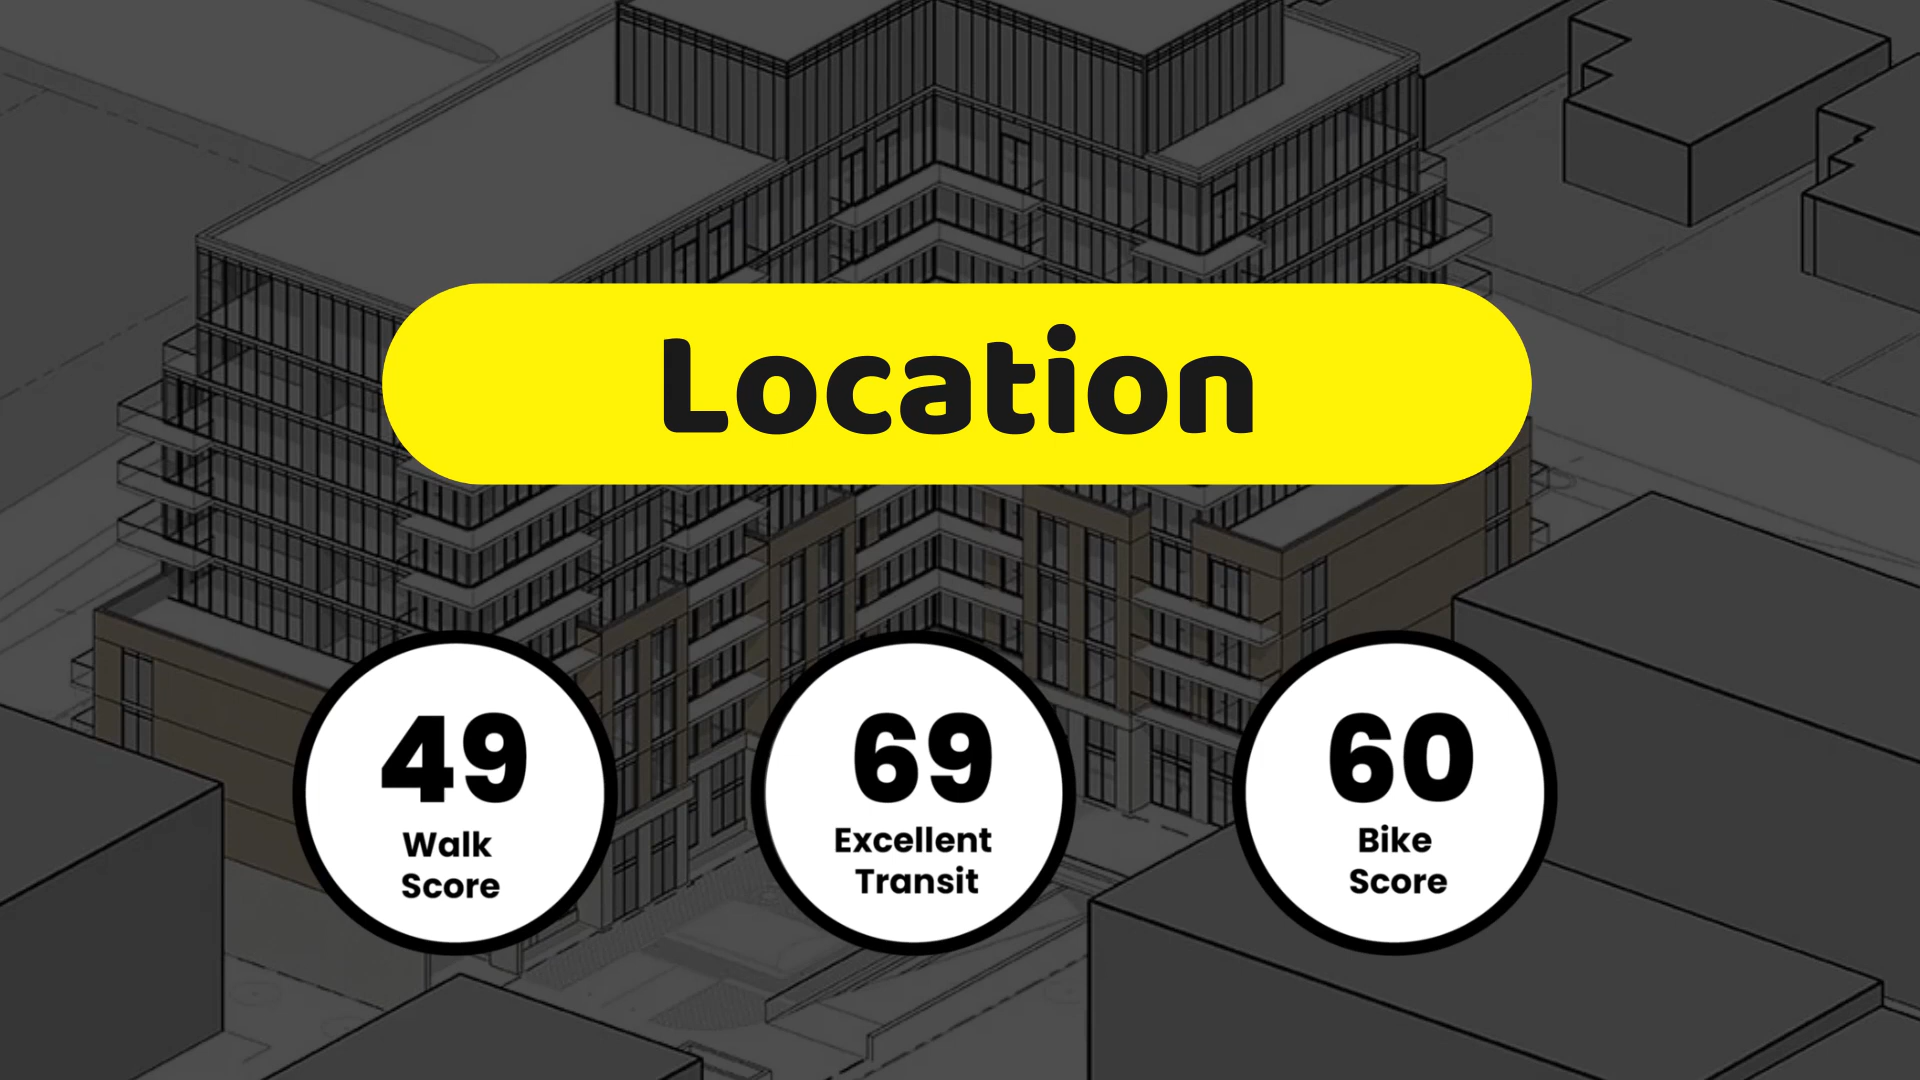 Location
49
Walk
Score
69
Excellent
Transit
60
Bike
Score